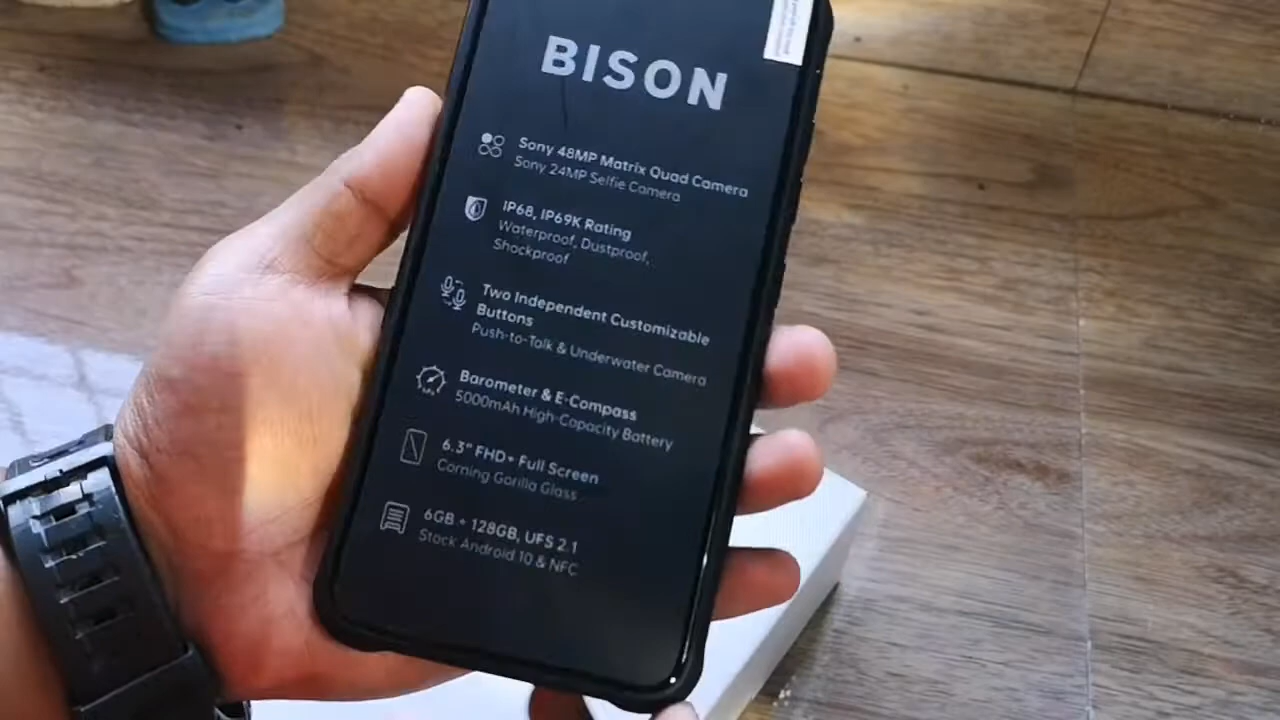 BISON
Sony 48MP Matrix Quad Camera
Sony 24MP Selfie Camera
IP68, IP69K Rating
Waterproof, Dustproof,
Shockproof
Two Independent Customizable
Buttons
Push-to-Talk & Underwater Camera
Barometer & E-Compass
5000mAh High-Capacity Battery
6.3" FHD+ Full Screen
Corning Gorilla Glass
6GB + 128GB, UFS 2.1
Stock Android 10 & NFC